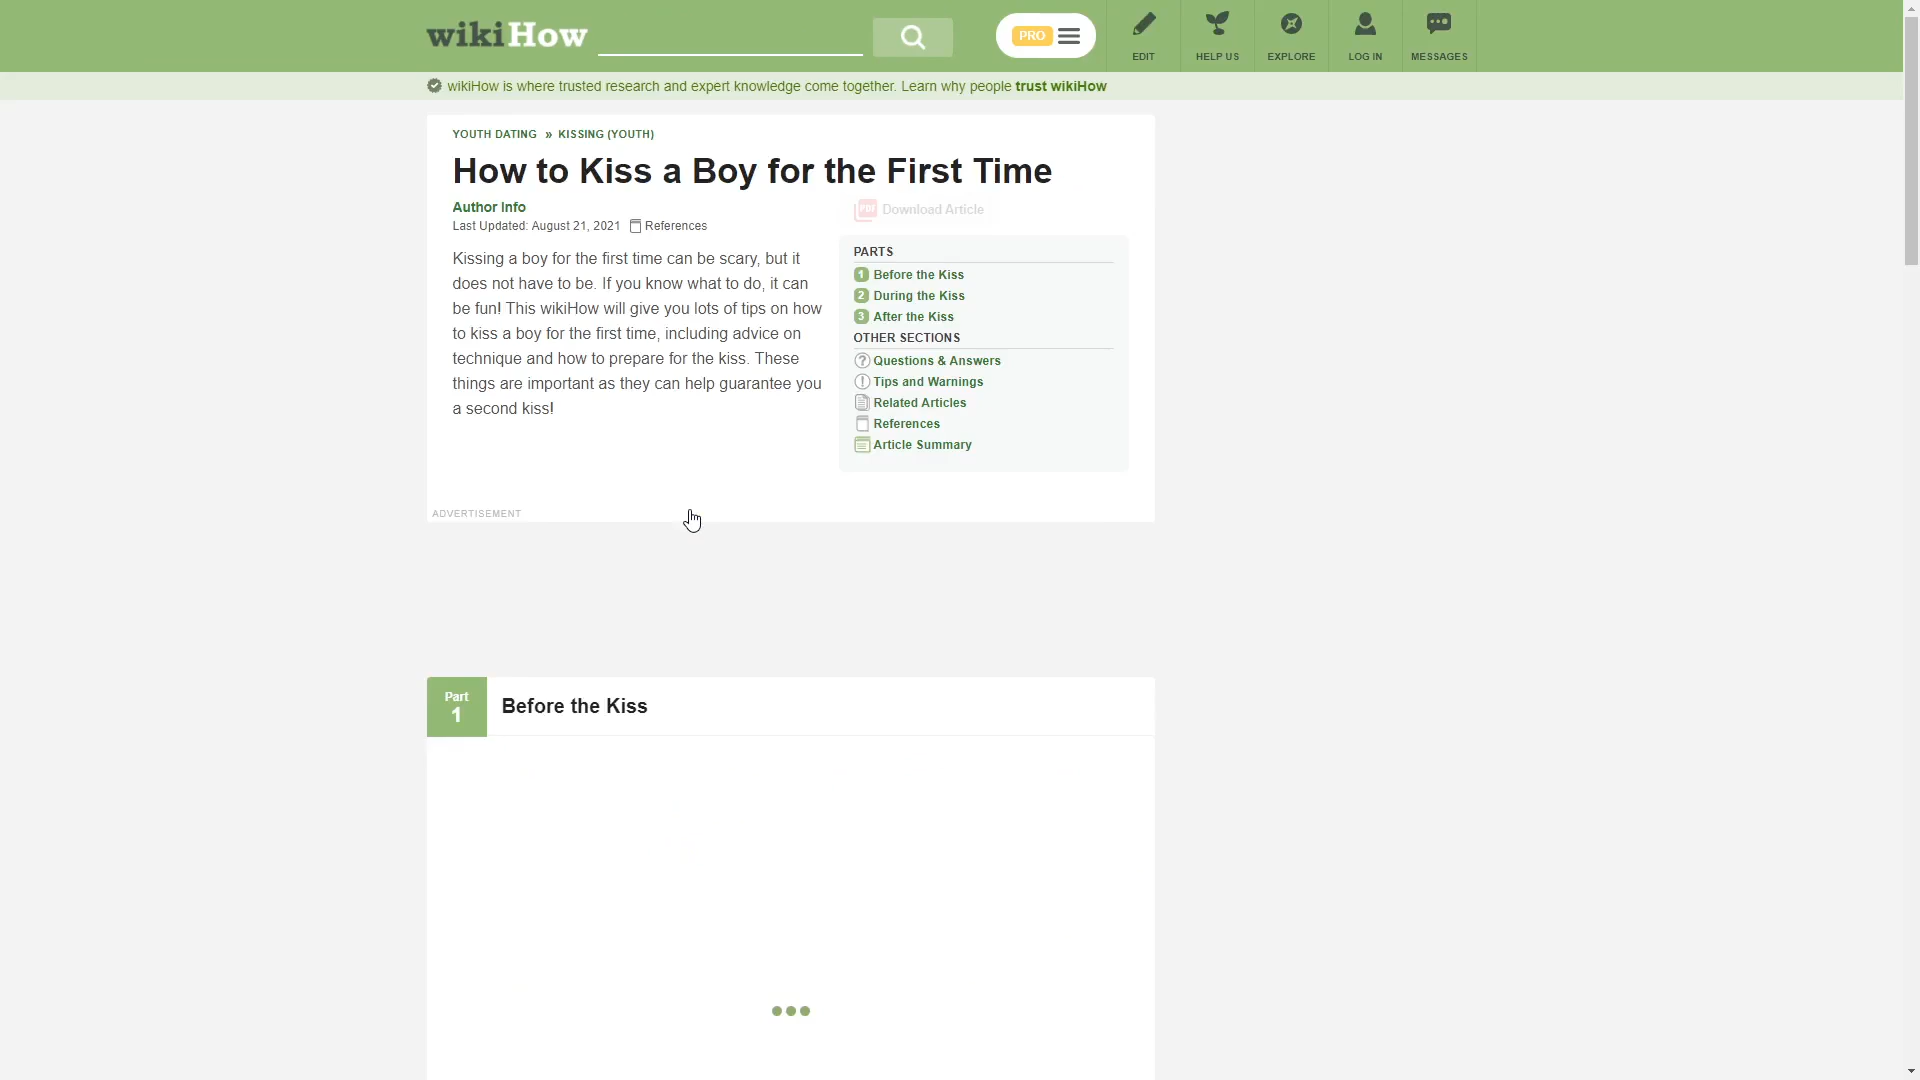 wikiHow
PRO
EDIT
HELP US
EXPLORE
LOG IN
MESSAGES
wikiHow is where trusted research and expert knowledge come together. Learn why people trust wikiHow
YOUTH DATING » KISSING (YOUTH)
How to Kiss a Boy for the First Time
Author Info
Last Updated: August 21, 2021 References
PDF Download Article
Kissing a boy for the first time can be scary, but it
does not have to be. If you know what to do, it can
be fun! This wikiHow will give you lots of tips on how
to kiss a boy for the first time, including advice on
technique and how to prepare for the kiss. These
things are important as they can help guarantee you
a second kiss!
PARTS
1 Before the Kiss
2 During the Kiss
3 After the Kiss
OTHER SECTIONS
? Questions & Answers
! Tips and Warnings
Related Articles
References
Article Summary
ADVERTISEMENT
Part
1
Before the Kiss